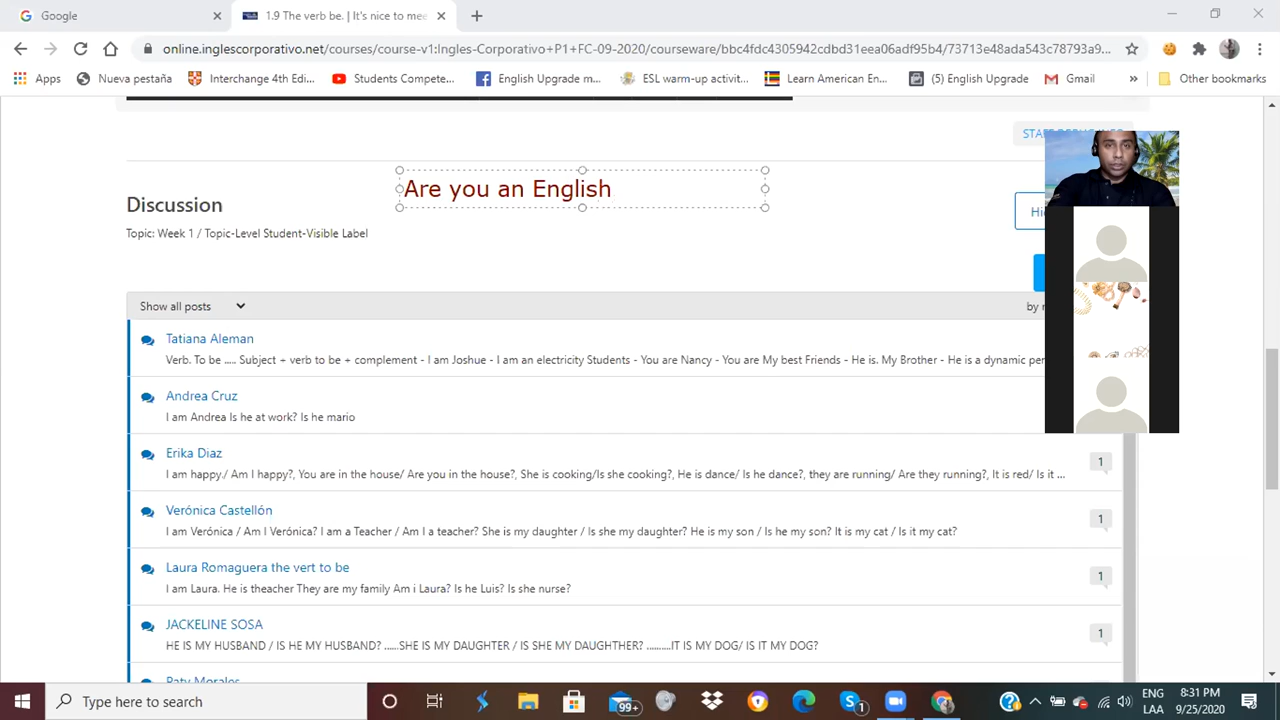 Google
1.9 The verb be. | It's nice to mee
online.inglescorporativo.net/courses/course-v1:Ingles-Corporativo+P1+FC-09-2020/courseware/bbc4fdc4305942cdbd31eea06adf95b4/73713e48ada543c78793a9...
Apps
Nueva pestaña
Interchange 4th Edi...
Students Compete...
English Upgrade m...
ESL warm-up activit...
Learn American En...
(5) English Upgrade
Gmail
»
Other bookmarks
Are you an English
Discussion
Topic: Week 1 / Topic-Level Student-Visible Label
Show all posts
Tatiana Aleman
Verb. To be ..... Subject + verb to be + complement - I am Joshue - I am an electricity Students - You are Nancy - You are My best Friends - He is. My Brother - He is a dynamic
Andrea Cruz
I am Andrea Is he at work? Is he mario
Erika Diaz
I am happy./ Am I happy?, You are in the house/ Are you in the house?, She is cooking/Is she cooking?, He is dance/ Is he dance?, they are running/ Are they running?, It is red/ Is it ...
1
Verónica Castellón
I am Verónica / Am I Verónica? I am a Teacher / Am I a teacher? She is my daughter / Is she my daughter? He is my son / Is he my son? It is my cat / Is it my cat?
1
Laura Romaguera the vert to be
I am Laura. He is theacher They are my family Am i Laura? Is he Luis? Is she nurse?
1
JACKELINE SOSA
HE IS MY HUSBAND / IS HE MY HUSBAND? ......SHE IS MY DAUGHTER / IS SHE MY DAUGHTHER? .........IT IS MY DOG/ IS IT MY DOG?
1
Paty Morales
Type here to search
99+
1
ENG
LAA
8:31 PM
9/25/2020